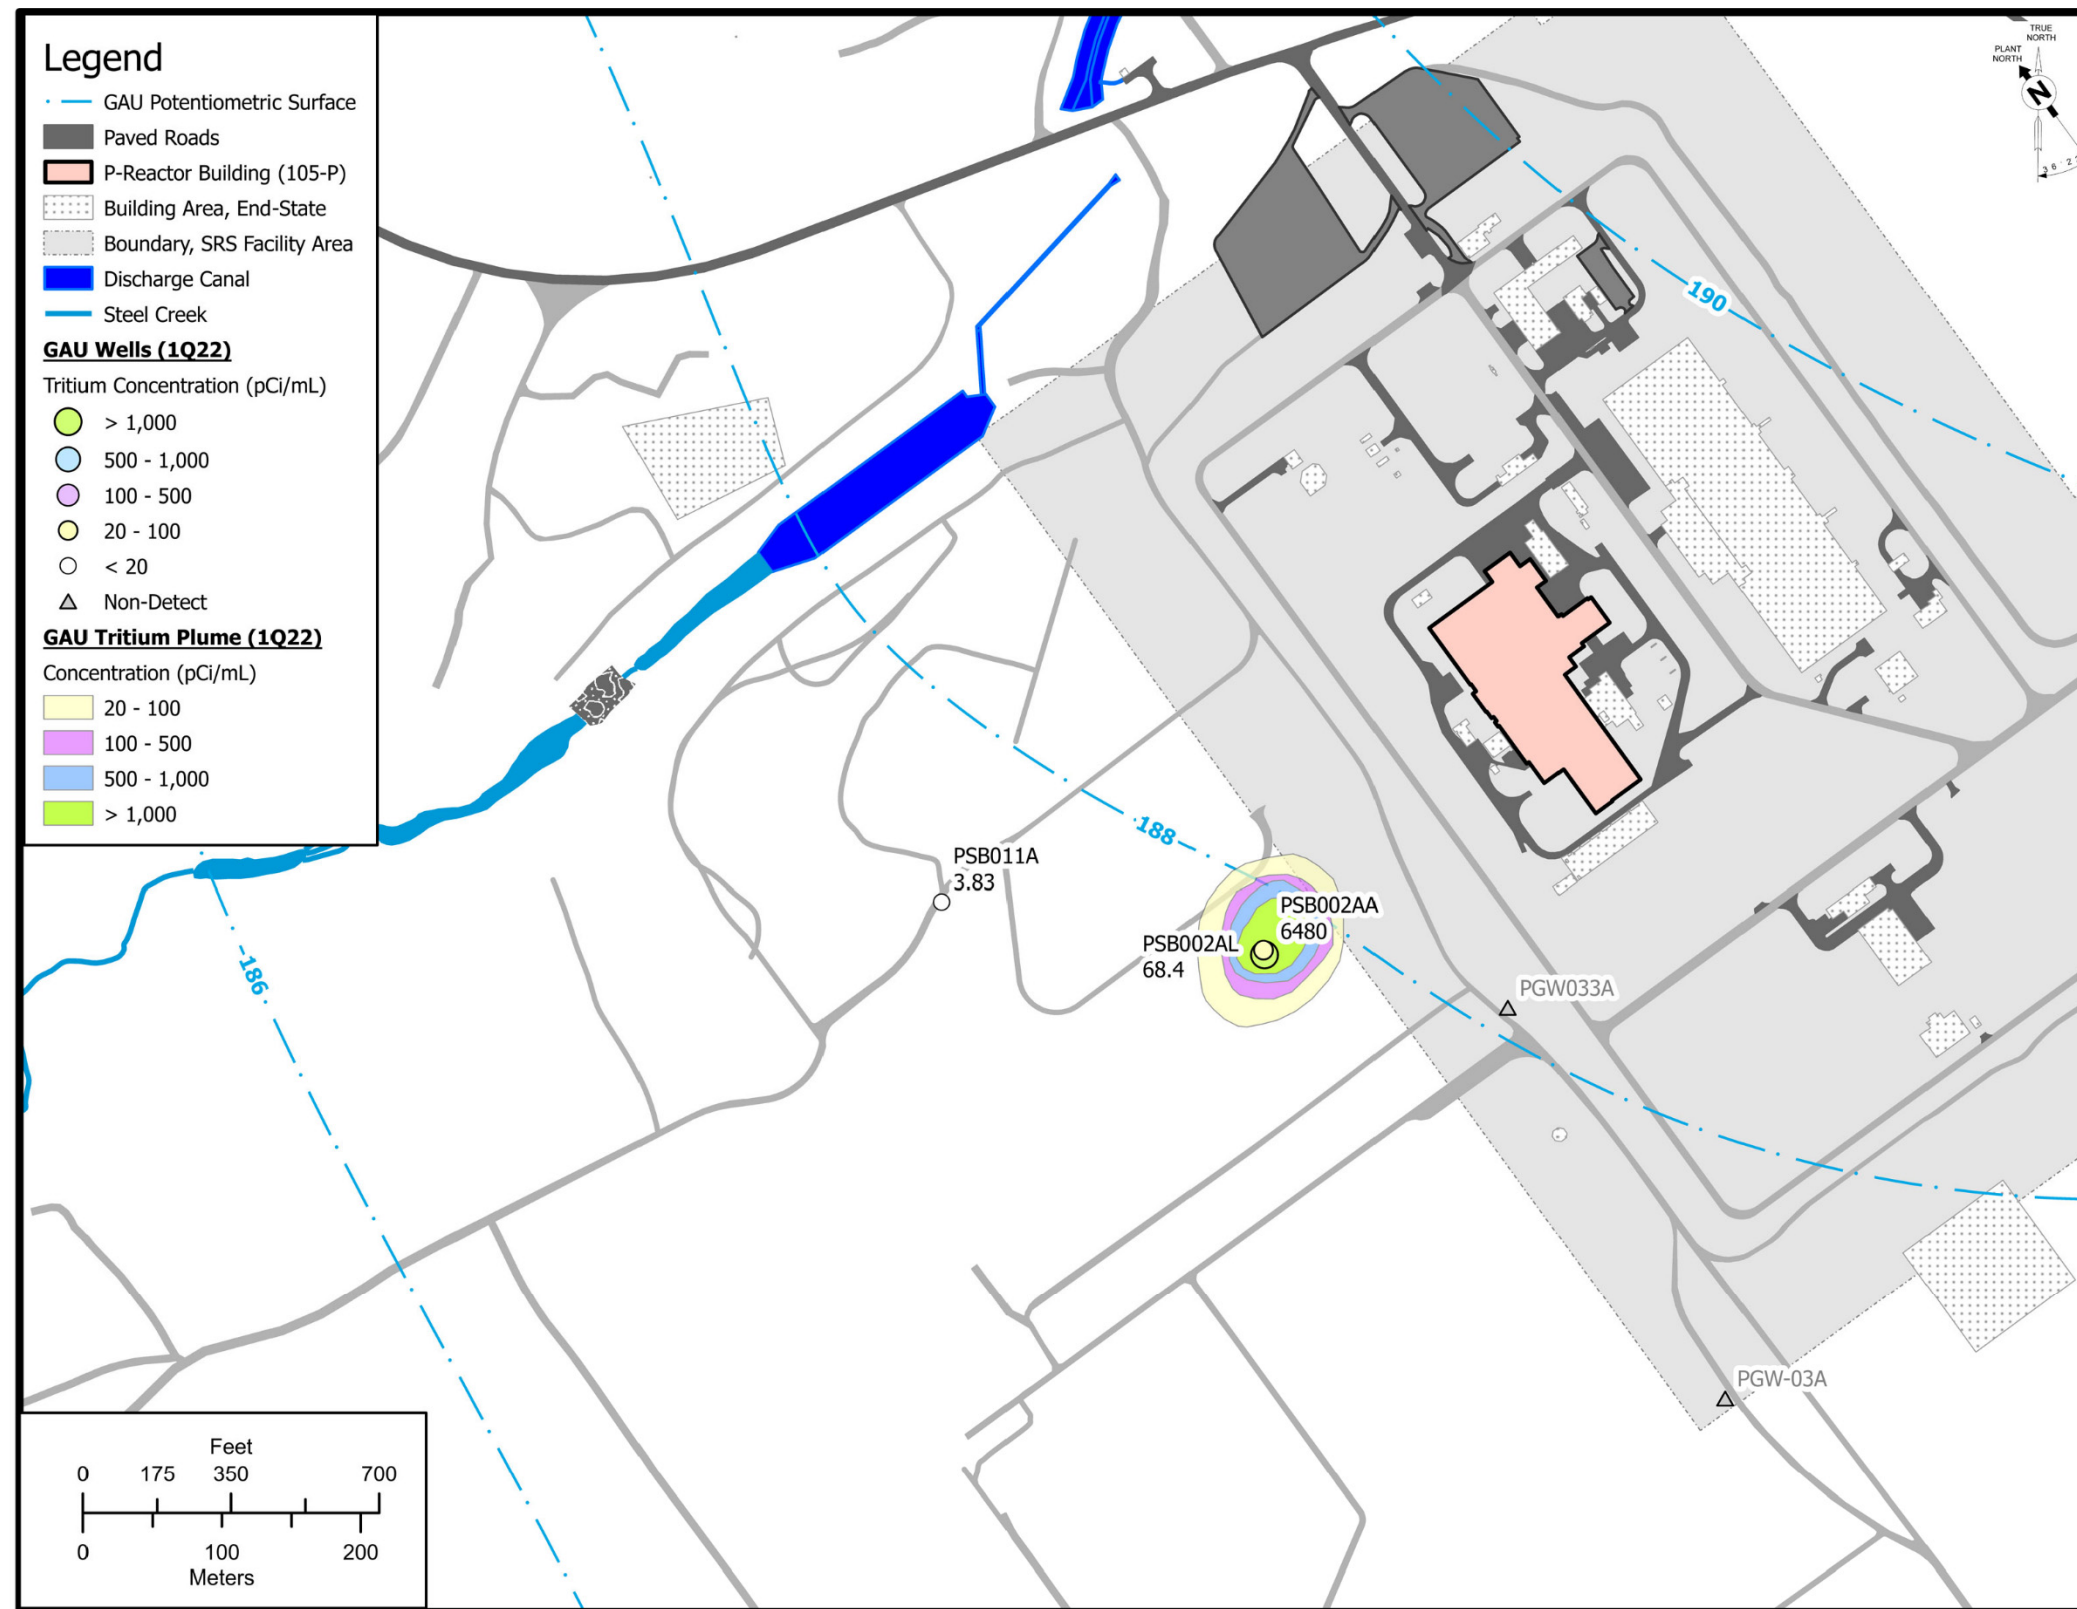 Legend
GAU Potentiometric Surface
Paved Roads
P-Reactor Building (105-P)
Building Area, End-State
Boundary, SRS Facility Area
Discharge Canal
Steel Creek
GAU Wells (1Q22)
Tritium Concentration (pCi/mL)
> 1,000
500 - 1,000
100 - 500
20 - 100
< 20
Non-Detect
GAU Tritium Plume (1Q22)
Concentration (pCi/mL)
20 - 100
100 - 500
500 - 1,000
> 1,000
TRUE
NORTH
PLANT
NORTH
N
190
188
186
PSB011A
3.83
PSB002AA
6480
PSB002AL
68.4
PGW033A
PGW-03A
Feet
0 175 350 700
0 100 200
Meters